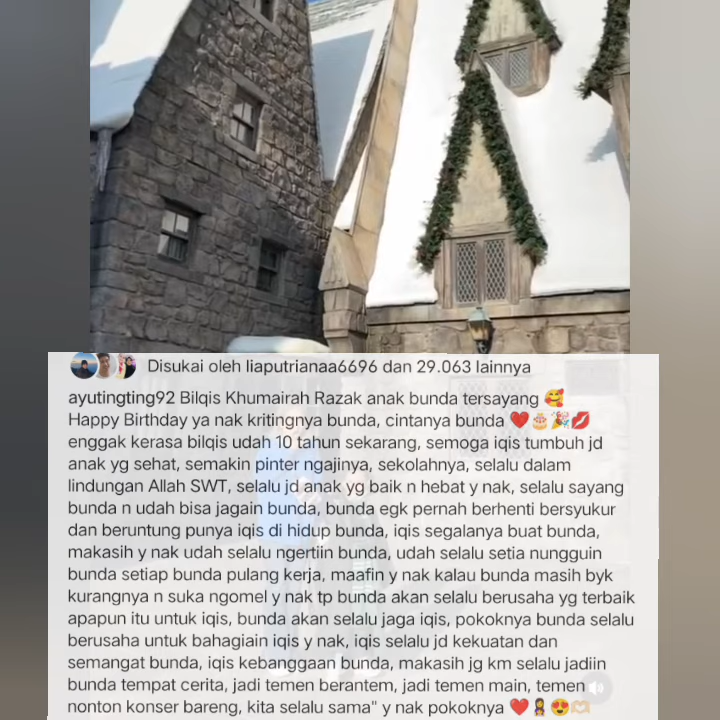 Disukai oleh liaputrianaa6696 dan 29.063 lainnya
ayutingting92 Bilqis Khumairah Razak anak bunda tersayang 🥰
Happy Birthday ya nak kritingnya bunda, cintanya bunda ❤️🎂🎉💋
enggak kerasa bilqis udah 10 tahun sekarang, semoga iqis tumbuh jd
anak yg sehat, semakin pinter ngajinya, sekolahnya, selalu dalam
lindungan Allah SWT, selalu jd anak yg baik n hebat y nak, selalu sayang
bunda n udah bisa jagain bunda, bunda egk pernah berhenti bersyukur
dan beruntung punya iqis di hidup bunda, iqis segalanya buat bunda,
makasih y nak udah selalu ngertiin bunda, udah selalu setia nungguin
bunda setiap bunda pulang kerja, maafin y nak kalau bunda masih byk
kurangnya n suka ngomel y nak tp bunda akan selalu berusaha yg terbaik
apapun itu untuk iqis, bunda akan selalu jaga iqis, pokoknya bunda selalu
berusaha untuk bahagiain iqis y nak, iqis selalu jd kekuatan dan
semangat bunda, iqis kebanggaan bunda, makasih jg km selalu jadiin
bunda tempat cerita, jadi temen berantem, jadi temen main, temen
nonton konser bareng, kita selalu sama" y nak pokoknya ❤️👩‍👧😍🫶🏻